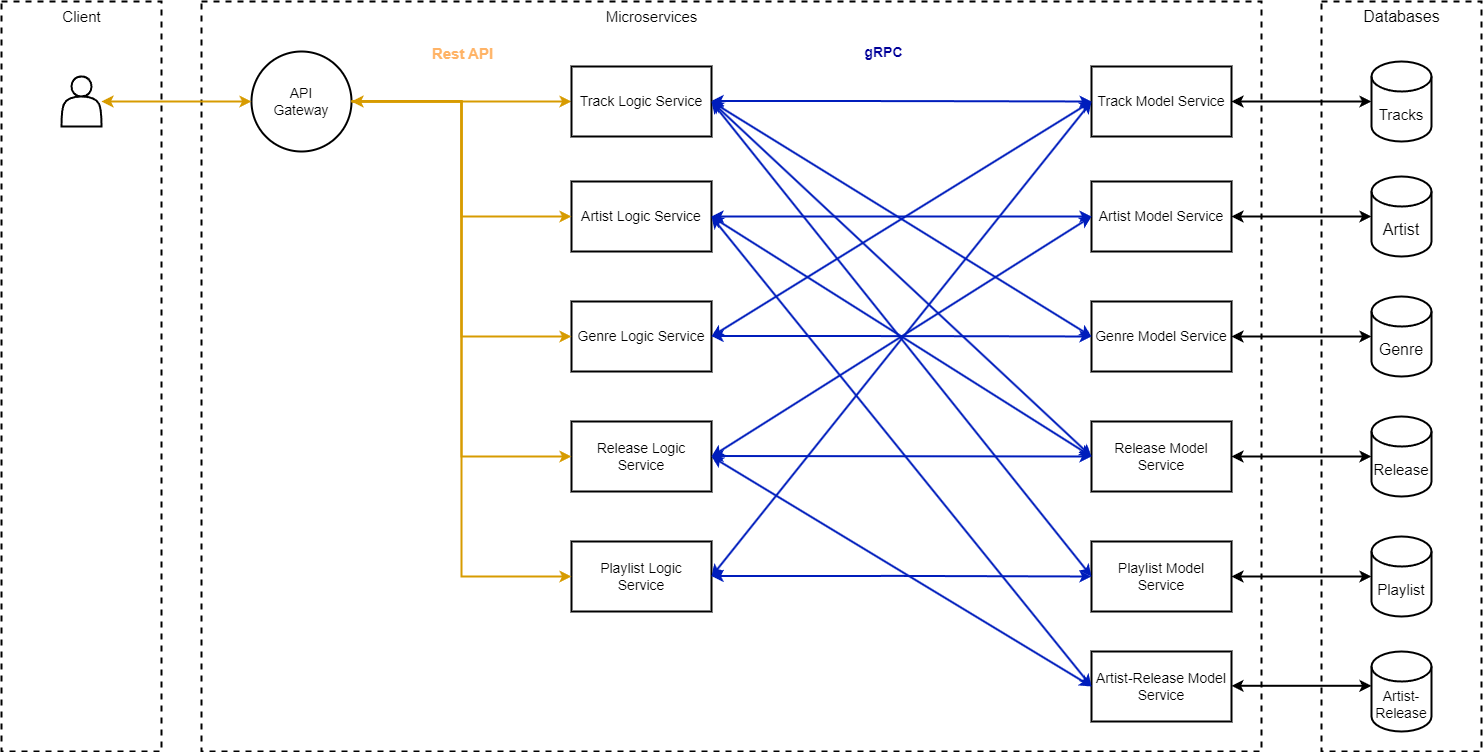 Client
Microservices
Databases
Rest API
gRPC
API
Gateway
Track Logic Service
Track Model Service
Tracks
Artist Logic Service
Artist Model Service
Artist
Genre Logic Service
Genre Model Service
Genre
Release Logic
Service
Release Model
Service
Release
Playlist Logic
Service
Playlist Model
Service
Playlist
Artist-Release Model
Service
Artist-
Release